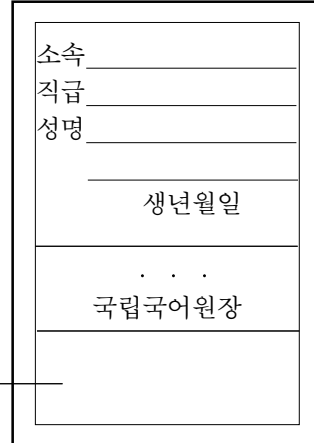 소속
직급
성명
생년월일
. . .
국립국어원장